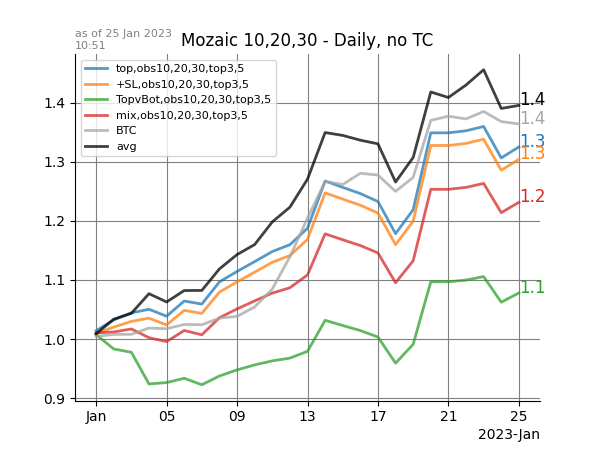 as of 25 Jan 2023
10:51
Mozaic 10,20,30 - Daily, no TC
top,obs10,20,30,top3,5
+SL,obs10,20,30,top3,5
TopvBot,obs10,20,30,top3,5
mix,obs10,20,30,top3,5
BTC
avg
1.4
1.3
1.2
1.1
1.0
0.9
1.4
1.4
1.3
1.3
1.2
1.1
Jan 05 09 13 17 21 25
2023-Jan